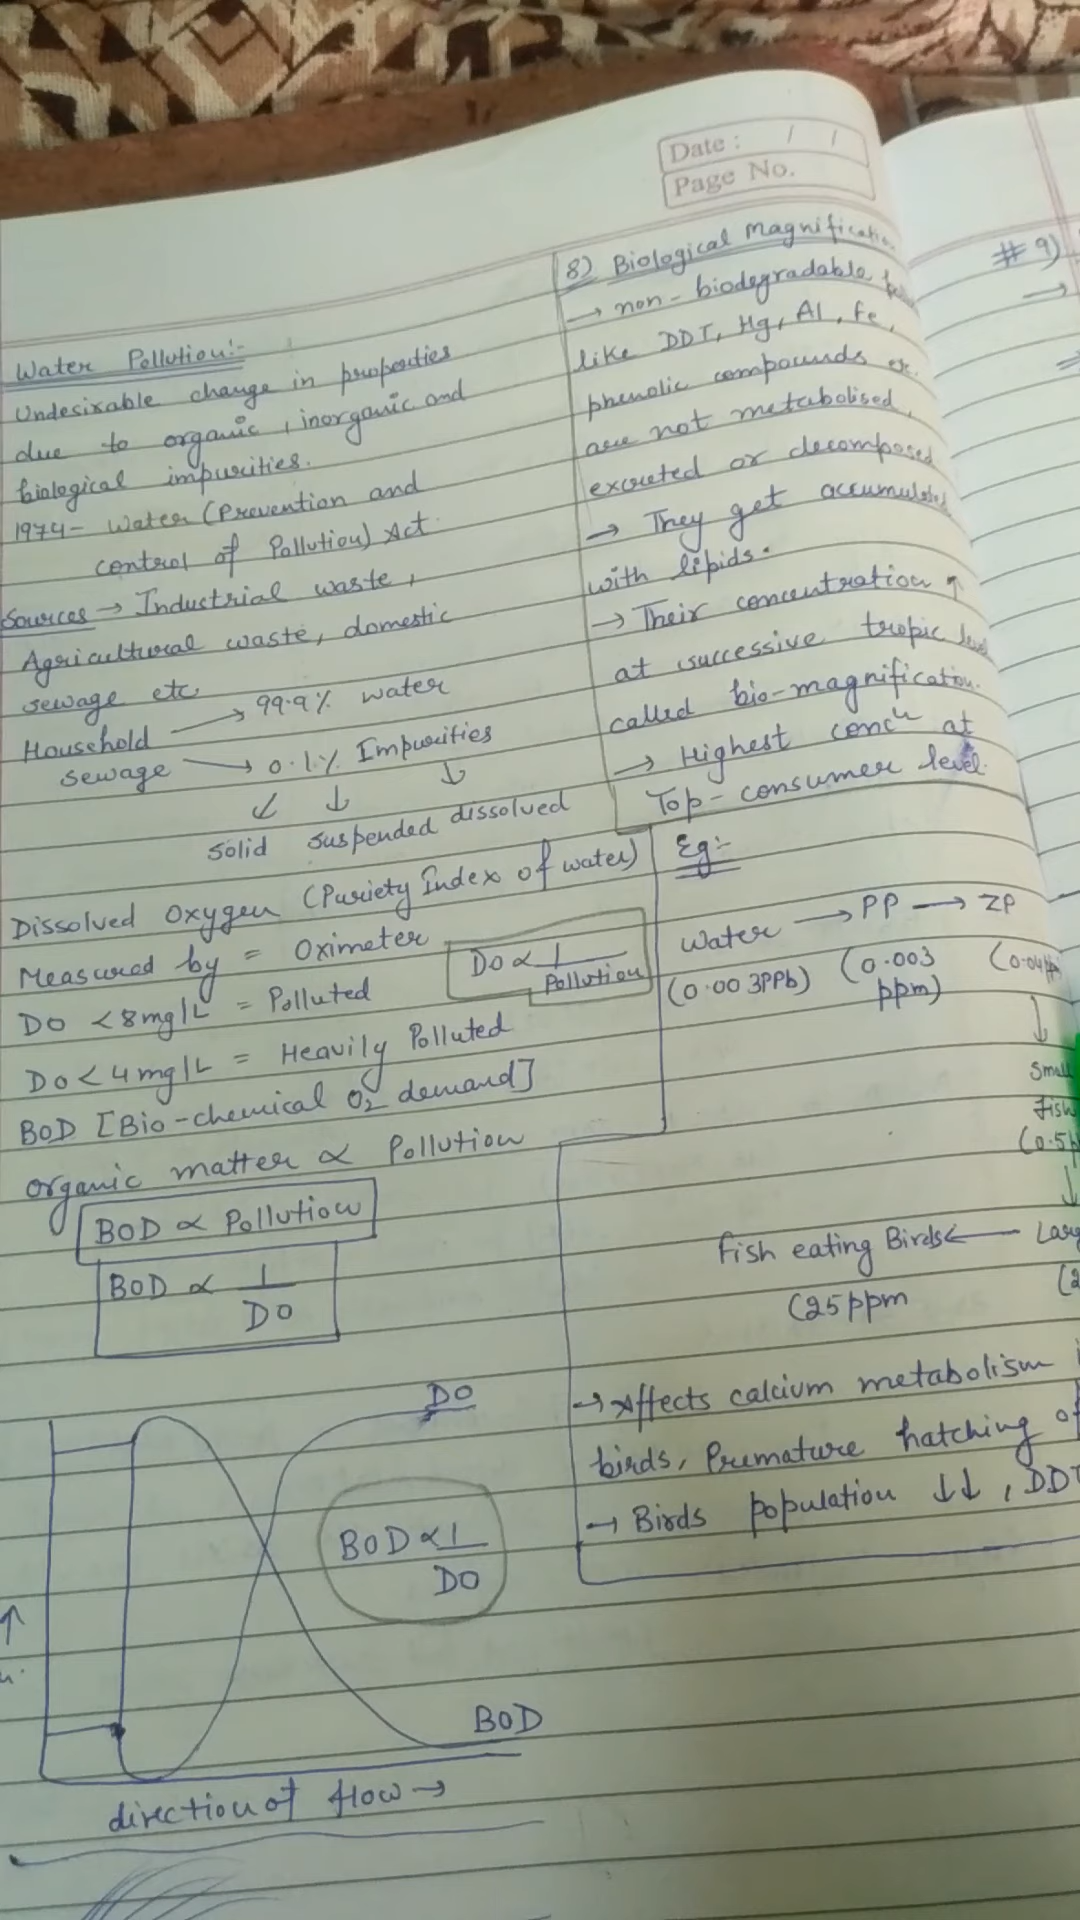 Date : / /
Page No.
Water Pollution:-
Undesirable change in properties
due to organic, inorganic and
biological impurities.
1974- Water (Prevention and
control of Pollution) Act.
Sources → Industrial waste,
Agricultural waste, domestic
sewage etc
Household → 99.9% water
sewage → 0.1% Impurities
↙ ↓ ↓
solid suspended dissolved
Dissolved Oxygen (Puriety Index of water)
Measured by = Oximeter
DO ∝ 1/Pollution
DO < 8mg/L = Polluted
DO < 4mg/L = Heavily Polluted
BOD [Bio-chemical O2 demand]
organic matter ∝ Pollution
BOD ∝ Pollution
BOD ∝ 1/DO
DO
BOD ∝ 1/DO
BOD
direction of flow →
8) Biological Magnification
→ non-biodegradable
like DDT, Hg, Al, Fe,
phenolic compounds
are not metabolised,
excreted or decomposed
→ They get accumulated
with lipids.
→ Their concentration ↑
at successive tropic level
called bio-magnification.
→ Highest concn at
Top-consumer level.
Eg:-
Water → PP → ZP
(0.003PPb) (0.003 ppm) (0.04
↓
Small
Fish
(0.5p
↓
Fish eating Birds ←
(25ppm
→ Affects calcium metabolism
birds, Premature hatching of
→ Birds population ↓↓, DDT
# 9)
→